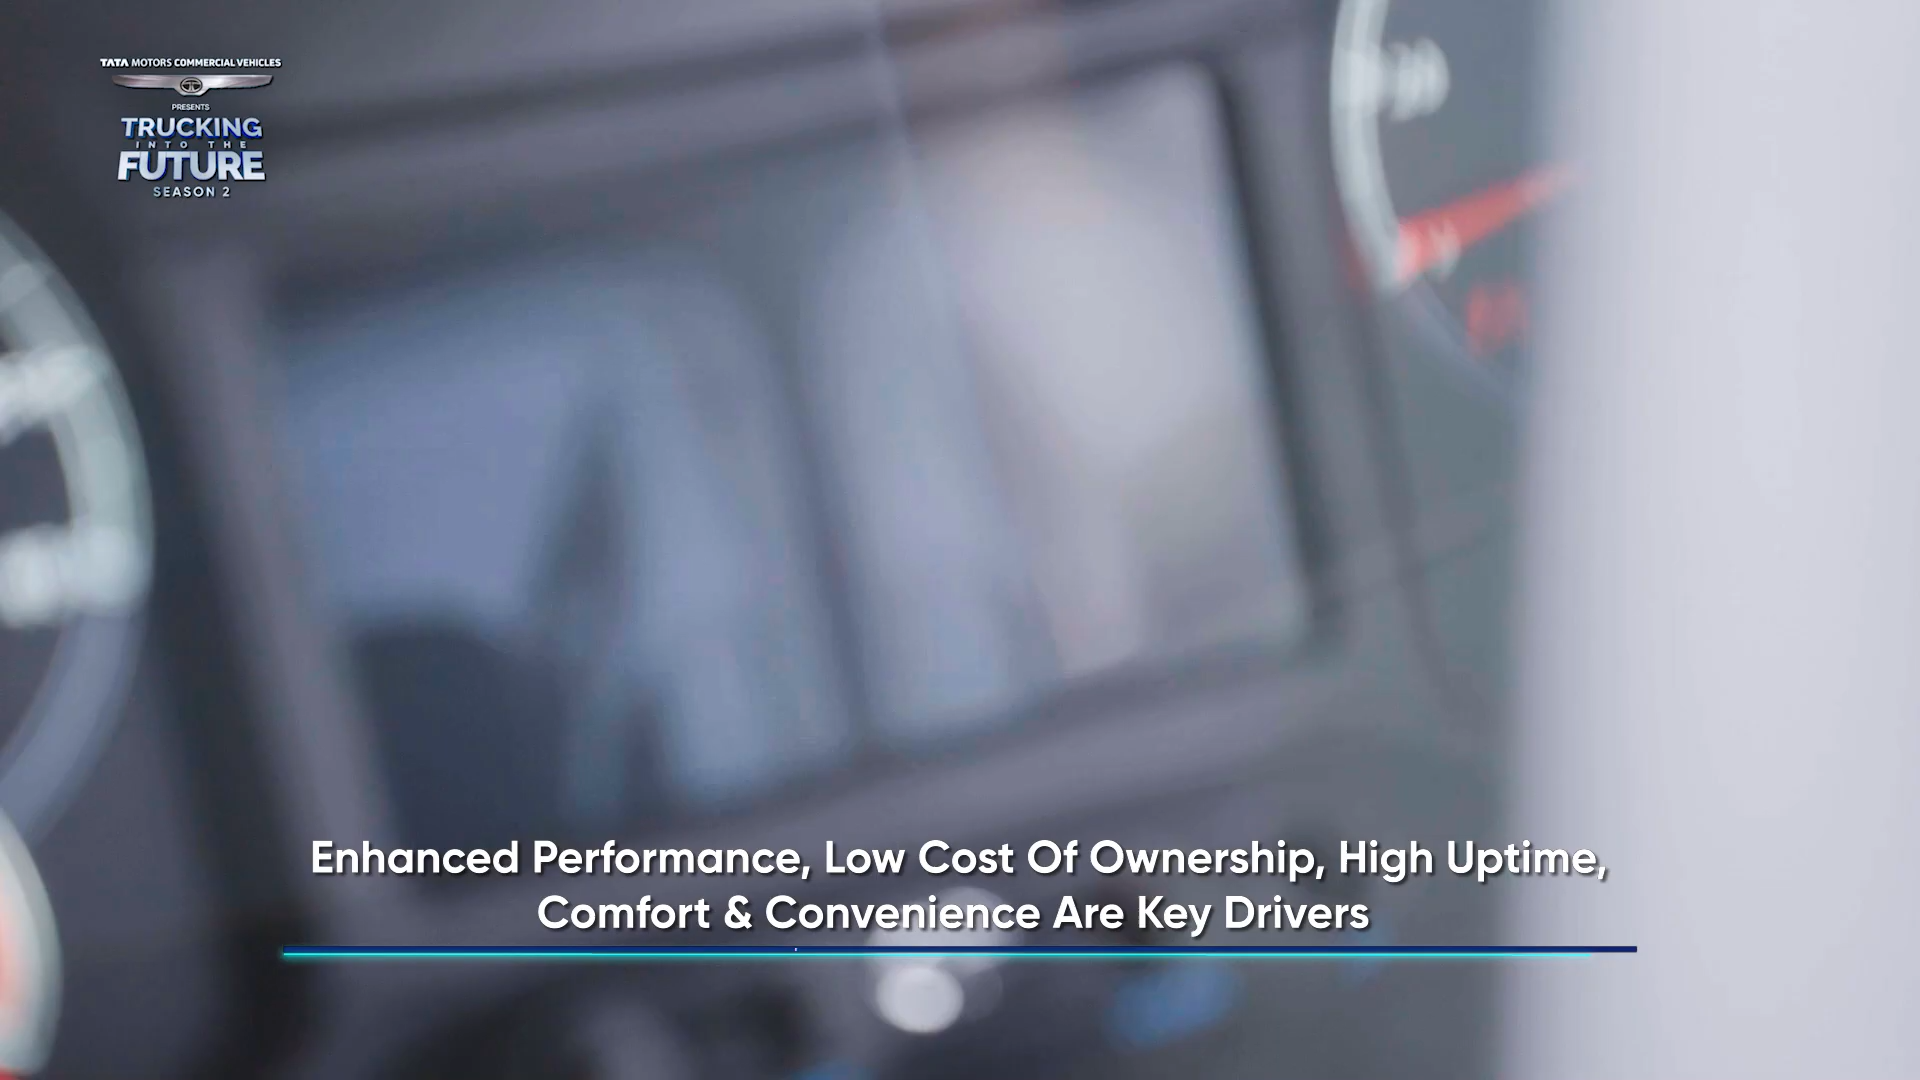 TATA MOTORS COMMERCIAL VEHICLES
PRESENTS
TRUCKING
INTO THE
FUTURE
SEASON 2
Enhanced Performance, Low Cost Of Ownership, High Uptime,
Comfort & Convenience Are Key Drivers